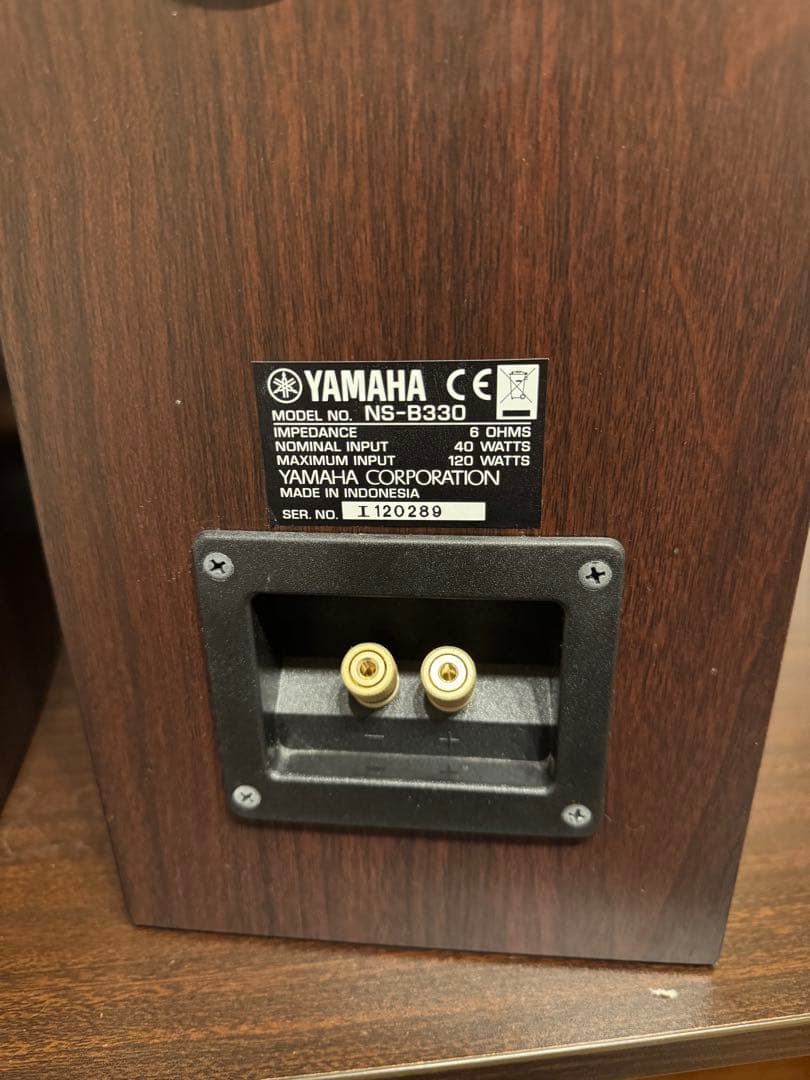 YAMAHA CE
MODEL NO. NS-B330
IMPEDANCE 6 OHMS
NOMINAL INPUT 40 WATTS
MAXIMUM INPUT 120 WATTS
YAMAHA CORPORATION
MADE IN INDONESIA
SER. NO. I 120289
− +
− +